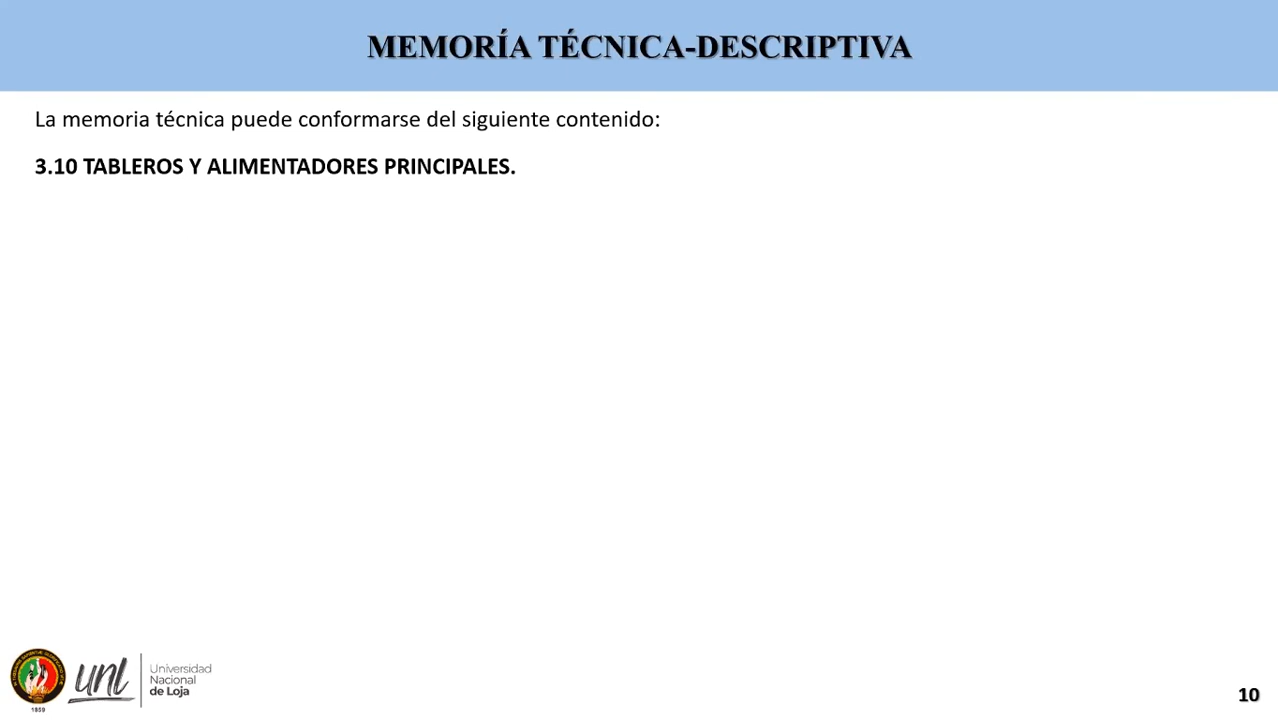 MEMORÍA TÉCNICA-DESCRIPTIVA
La memoria técnica puede conformarse del siguiente contenido:
3.10 TABLEROS Y ALIMENTADORES PRINCIPALES.
1859
unl
Universidad
Nacional
de Loja
10